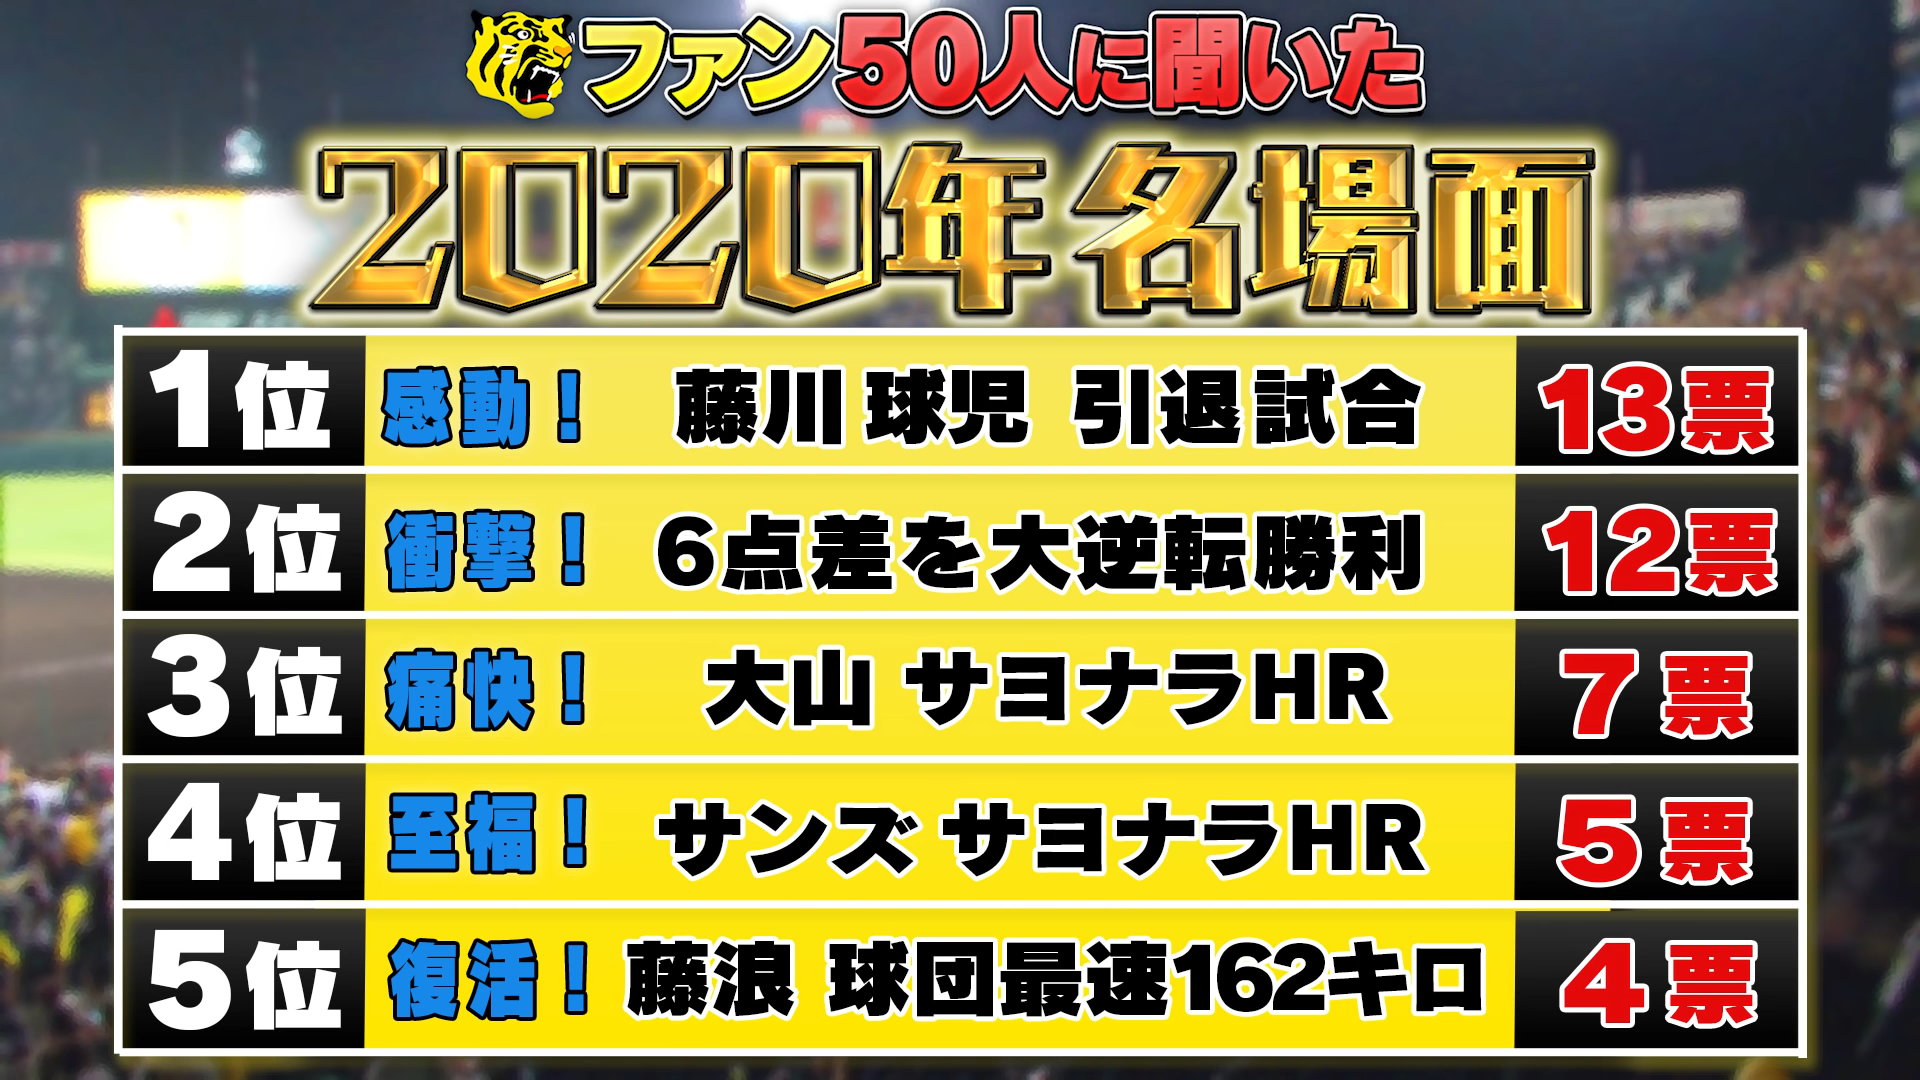 ファン50人に聞いた
2020年 名場面
1位 感動！ 藤川 球児 引退試合 13票
2位 衝撃！ 6点差を大逆転勝利 12票
3位 痛快！ 大山 サヨナラHR 7票
4位 至福！ サンズ サヨナラHR 5票
5位 復活！ 藤浪 球団最速162キロ 4票